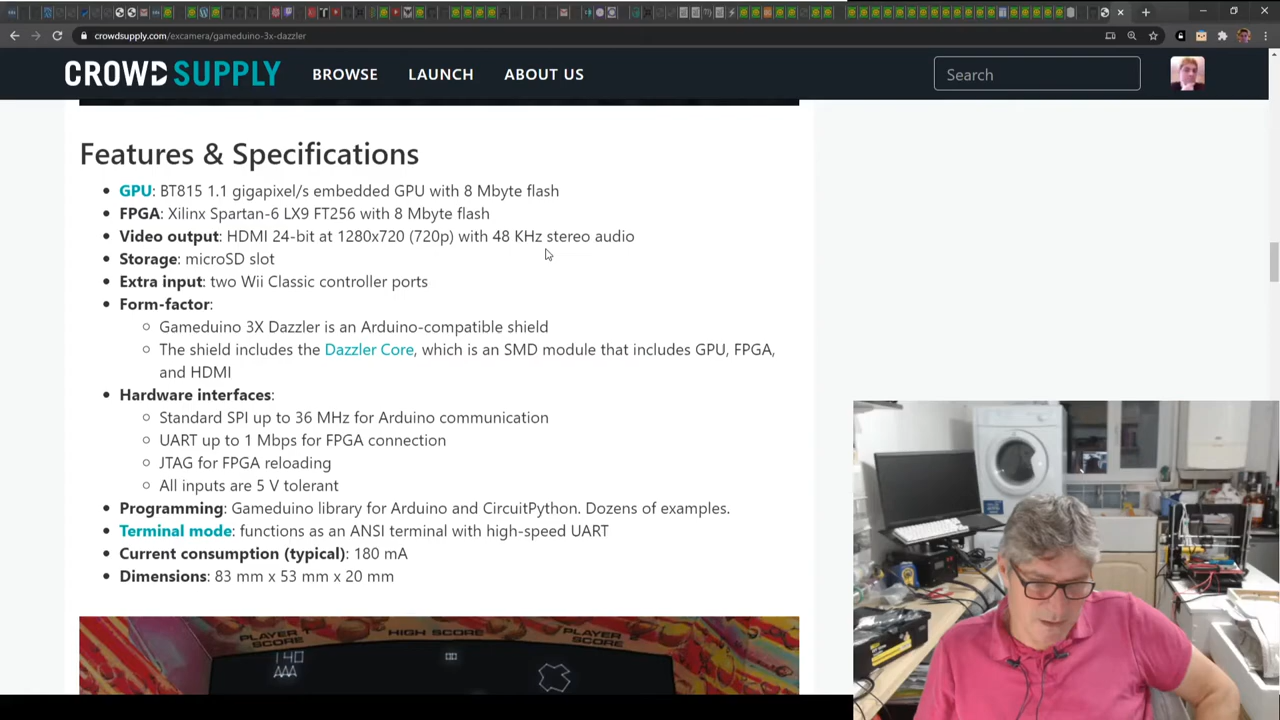 crowdsupply.com/excamera/gameduino-3x-dazzler
CROWD SUPPLY
BROWSE
LAUNCH
ABOUT US
Search
Features & Specifications
• GPU: BT815 1.1 gigapixel/s embedded GPU with 8 Mbyte flash
• FPGA: Xilinx Spartan-6 LX9 FT256 with 8 Mbyte flash
• Video output: HDMI 24-bit at 1280x720 (720p) with 48 KHz stereo audio
• Storage: microSD slot
• Extra input: two Wii Classic controller ports
• Form-factor:
○ Gameduino 3X Dazzler is an Arduino-compatible shield
○ The shield includes the Dazzler Core, which is an SMD module that includes GPU, FPGA,
and HDMI
• Hardware interfaces:
○ Standard SPI up to 36 MHz for Arduino communication
○ UART up to 1 Mbps for FPGA connection
○ JTAG for FPGA reloading
○ All inputs are 5 V tolerant
• Programming: Gameduino library for Arduino and CircuitPython. Dozens of examples.
• Terminal mode: functions as an ANSI terminal with high-speed UART
• Current consumption (typical): 180 mA
• Dimensions: 83 mm x 53 mm x 20 mm
PLAYER SCORE
HIGH SCORE
PLAYER SCORE
140
00